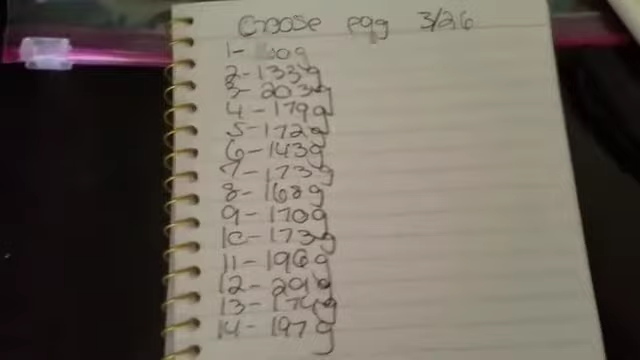 Goose egg 3/26
1-
2-133g
3-203g
4-179g
5-172g
6-143g
7-173g
8-168g
9-170g
10-173g
11-196g
12-
13-174g
14-197g